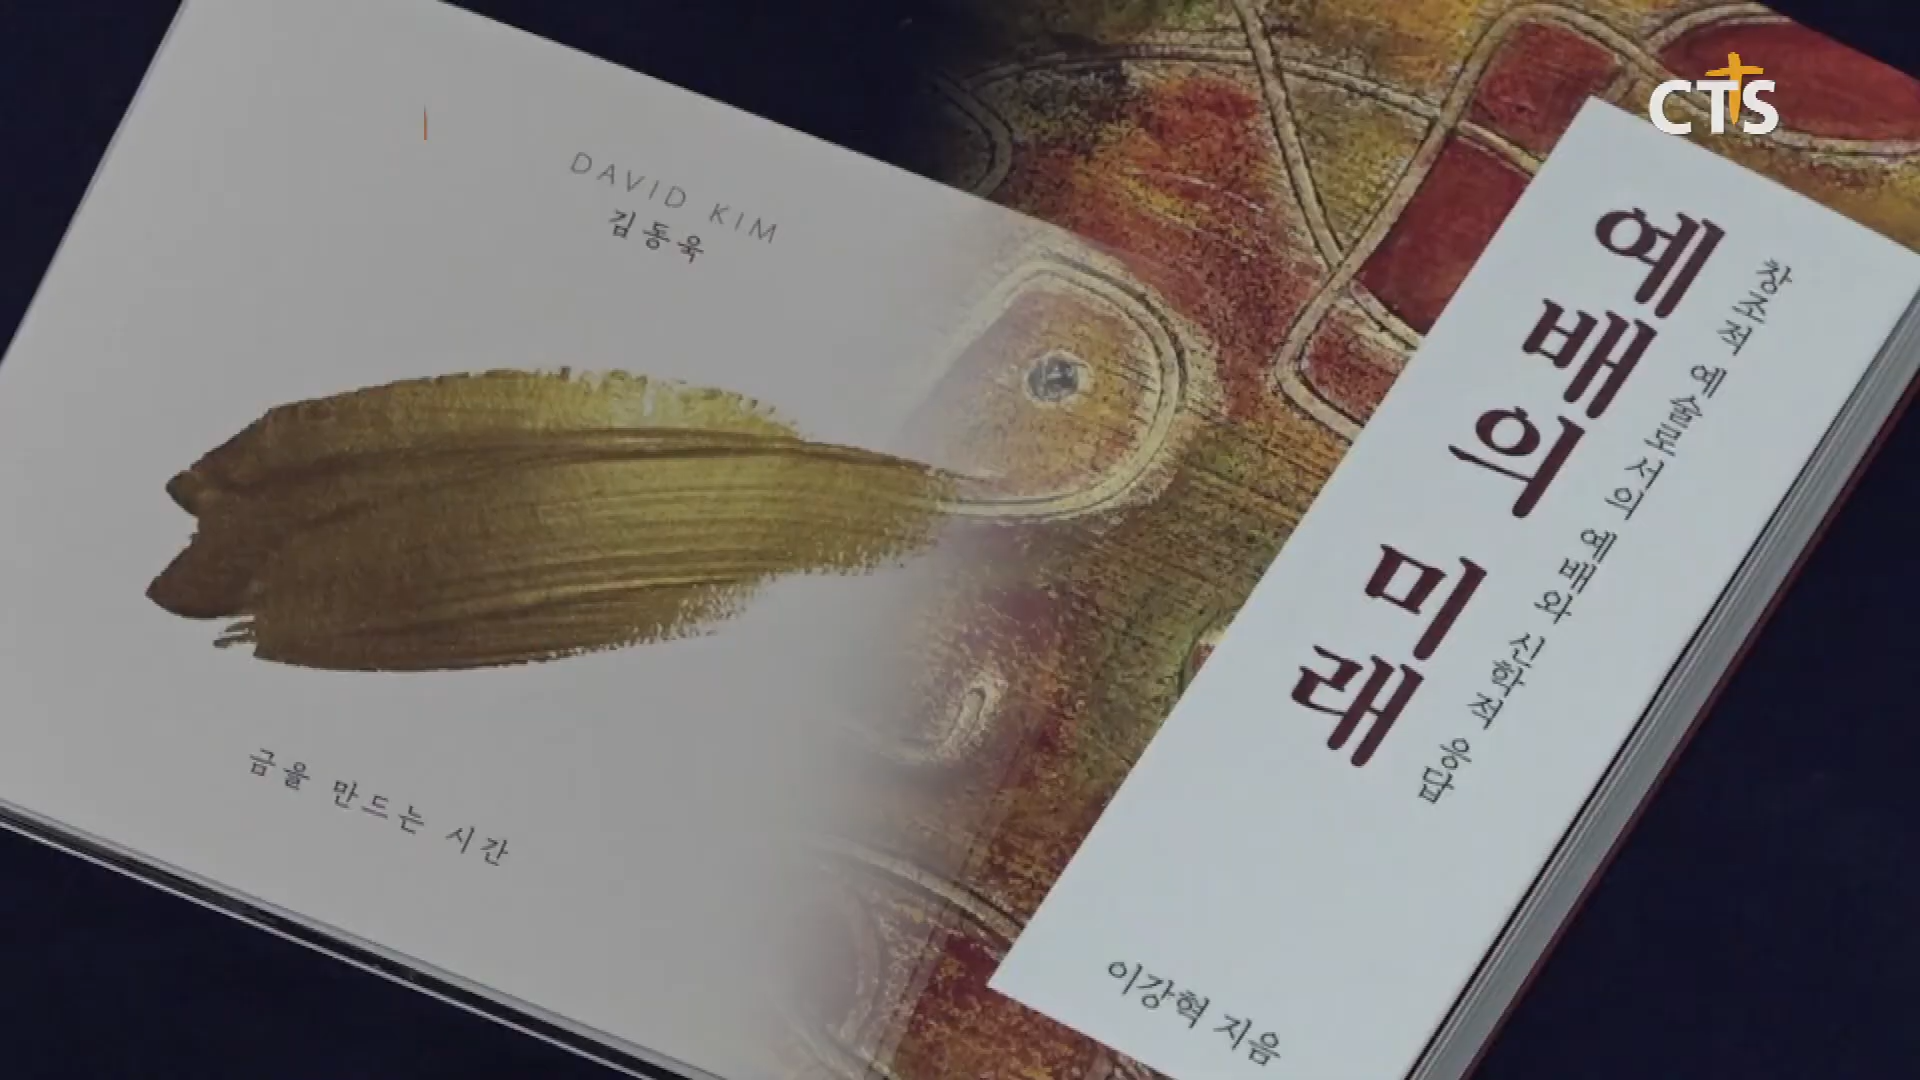 DAVID KIM
김동욱
금을 만드는 시간
CTS
예배의 미래
창조적 예술로서의 예배와 신학적 응답
이강혁 지음